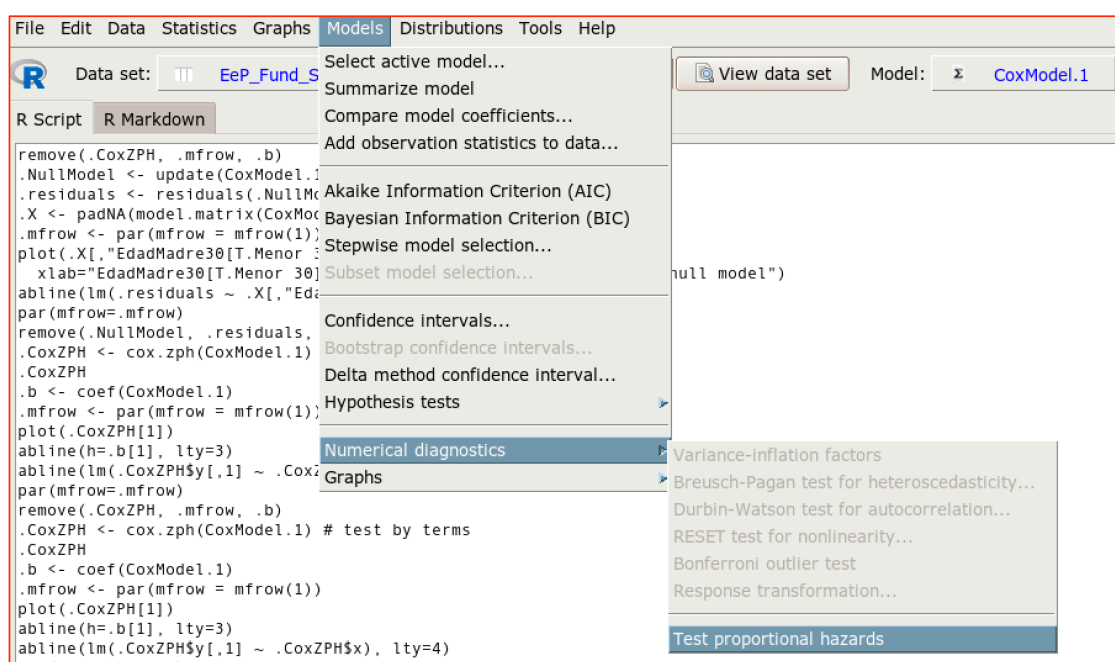 File Edit Data Statistics Graphs Models Distributions Tools Help
R Data set: EeP_Fund_S View data set Model: Σ CoxModel.1
R Script R Markdown
Select active model...
Summarize model
Compare model coefficients...
Add observation statistics to data...
Akaike Information Criterion (AIC)
Bayesian Information Criterion (BIC)
Stepwise model selection...
Subset model selection...
Confidence intervals...
Bootstrap confidence intervals...
Delta method confidence interval...
Hypothesis tests
Numerical diagnostics
Graphs
Variance-inflation factors
Breusch-Pagan test for heteroscedasticity...
Durbin-Watson test for autocorrelation...
RESET test for nonlinearity...
Bonferroni outlier test
Response transformation...
Test proportional hazards
remove(.CoxZPH, .mfrow, .b)
.NullModel <- update(CoxModel.1
.residuals <- residuals(.NullMo
.X <- padNA(model.matrix(CoxMod
.mfrow <- par(mfrow = mfrow(1))
plot(.X[,"EdadMadre30[T.Menor 3
xlab="EdadMadre30[T.Menor 30] null model")
abline(lm(.residuals ~ .X[,"Eda
par(mfrow=.mfrow)
remove(.NullModel, .residuals,
.CoxZPH <- cox.zph(CoxModel.1)
.CoxZPH
.b <- coef(CoxModel.1)
.mfrow <- par(mfrow = mfrow(1))
plot(.CoxZPH[1])
abline(h=.b[1], lty=3)
abline(lm(.CoxZPH$y[,1] ~ .CoxZ
par(mfrow=.mfrow)
remove(.CoxZPH, .mfrow, .b)
.CoxZPH <- cox.zph(CoxModel.1) # test by terms
.CoxZPH
.b <- coef(CoxModel.1)
.mfrow <- par(mfrow = mfrow(1))
plot(.CoxZPH[1])
abline(h=.b[1], lty=3)
abline(lm(.CoxZPH$y[,1] ~ .CoxZPH$x), lty=4)